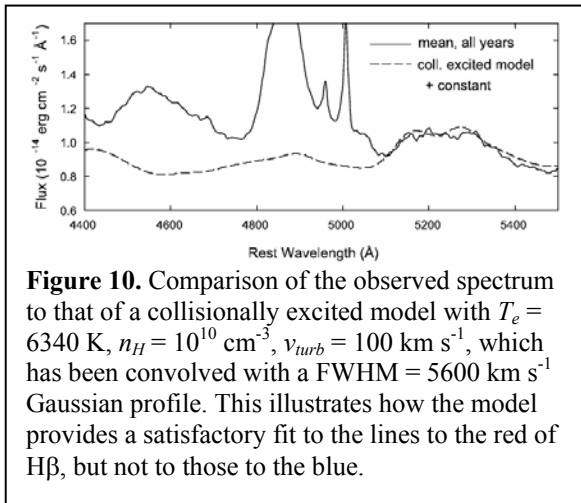 1.6
1.4
1.2
1.0
0.8
0.6
Flux (10⁻¹⁴ erg cm⁻² s⁻¹ Å⁻¹)
mean, all years
coll. excited model
+ constant
4400 4600 4800 5000 5200 5400
Rest Wavelength (Å)
Figure 10. Comparison of the observed spectrum
to that of a collisionally excited model with Tₑ =
6340 K, n_H = 10¹⁰ cm⁻³, v_turb = 100 km s⁻¹, which
has been convolved with a FWHM = 5600 km s⁻¹
Gaussian profile. This illustrates how the model
provides a satisfactory fit to the lines to the red of
Hβ, but not to those to the blue.